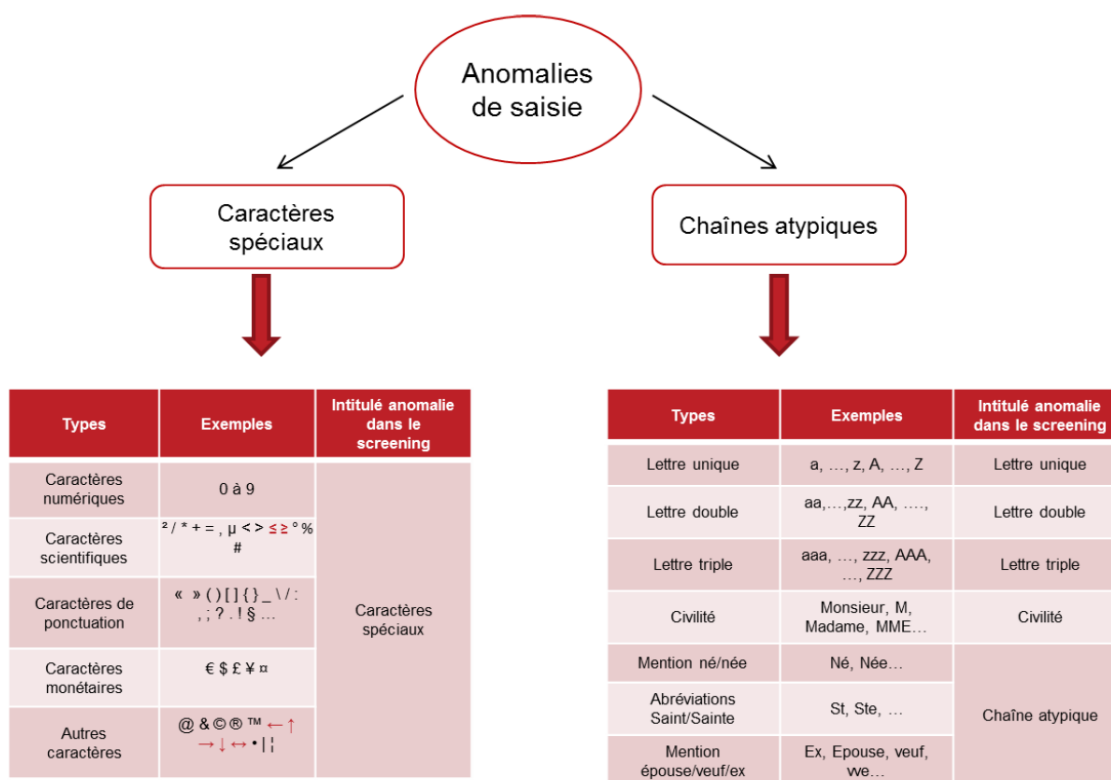 Anomalies
de saisie
Caractères
spéciaux
Chaînes atypiques
Types
Exemples
Intitulé anomalie
dans le
screening
Caractères
numériques
0 à 9
Caractères
scientifiques
² / * + = , µ < > ≤ ≥ ° %
#
Caractères de
ponctuation
« » ( ) [ ] { } _ \ / :
, ; ? . ! § …
Caractères
monétaires
€ $ £ ¥ ¤
Autres
caractères
@ & © ® ™ ← ↑
→ ↓ ↔ • | ¦
Caractères
spéciaux
Types
Exemples
Intitulé anomalie
dans le screening
Lettre unique
a, …, z, A, …, Z
Lettre unique
Lettre double
aa,…,zz, AA, ….,
ZZ
Lettre double
Lettre triple
aaa, …, zzz, AAA,
…, ZZZ
Lettre triple
Civilité
Monsieur, M,
Madame, MME…
Civilité
Mention né/née
Né, Née…
Abréviations
Saint/Sainte
St, Ste, …
Mention
épouse/veuf/ex
Ex, Epouse, veuf,
vve…
Chaîne atypique